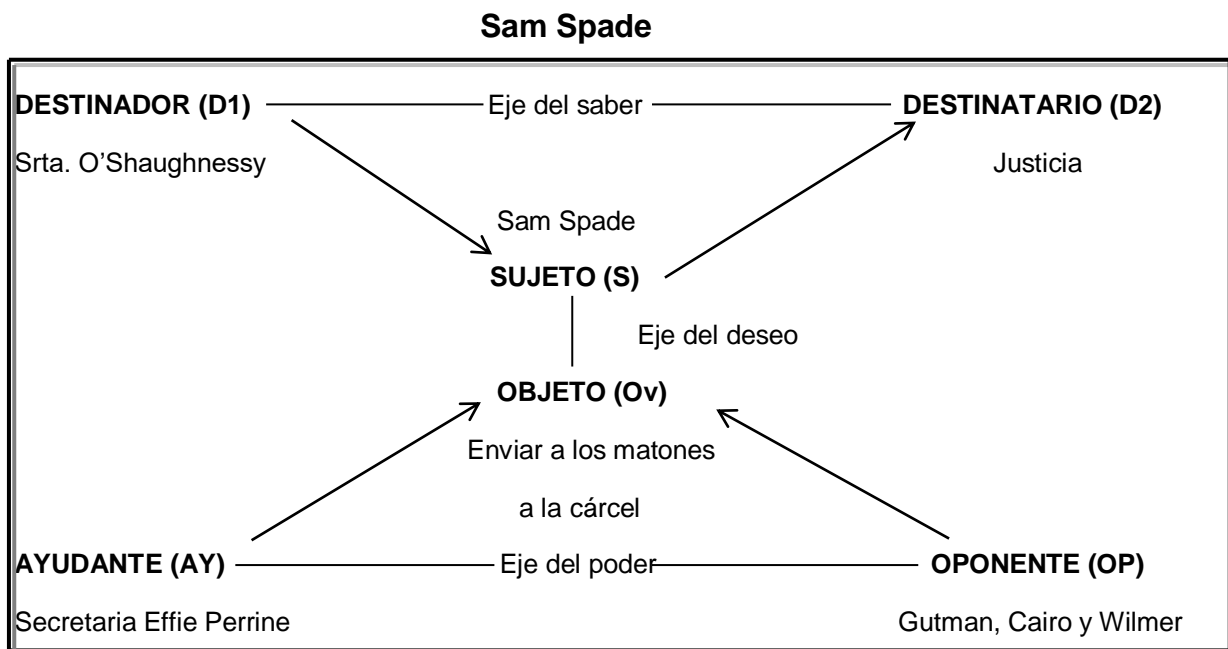 Sam Spade
DESTINADOR (D1) Eje del saber DESTINATARIO (D2)
Srta. O'Shaughnessy Justicia
Sam Spade
SUJETO (S)
Eje del deseo
OBJETO (Ov)
Enviar a los matones
a la cárcel
AYUDANTE (AY) Eje del poder OPONENTE (OP)
Secretaria Effie Perrine Gutman, Cairo y Wilmer